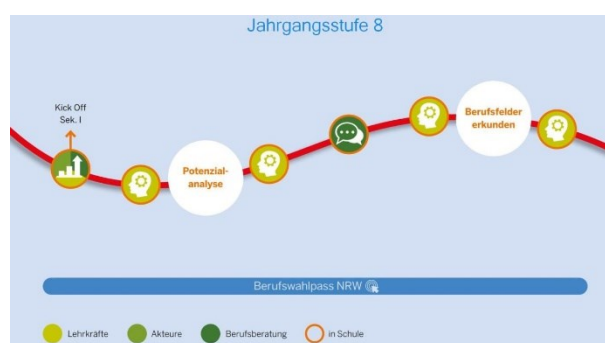 Jahrgangsstufe 8
Kick Off
Sek. I
Potenzial-
analyse
Berufsfelder
erkunden
Berufswahlpass NRW
Lehrkräfte
Akteure
Berufsberatung
in Schule